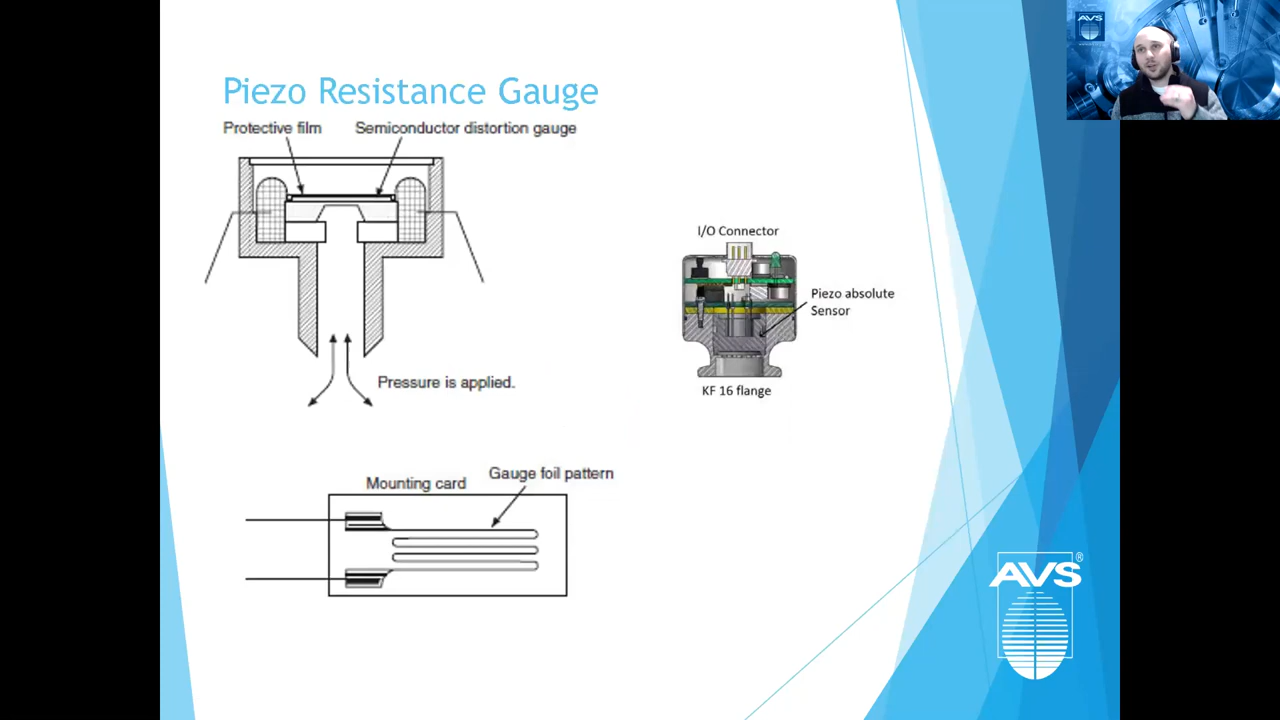 Piezo Resistance Gauge
Protective film
Semiconductor distortion gauge
Pressure is applied.
Mounting card
Gauge foil pattern
I/O Connector
Piezo absolute
Sensor
KF 16 flange
AVS®
AVS